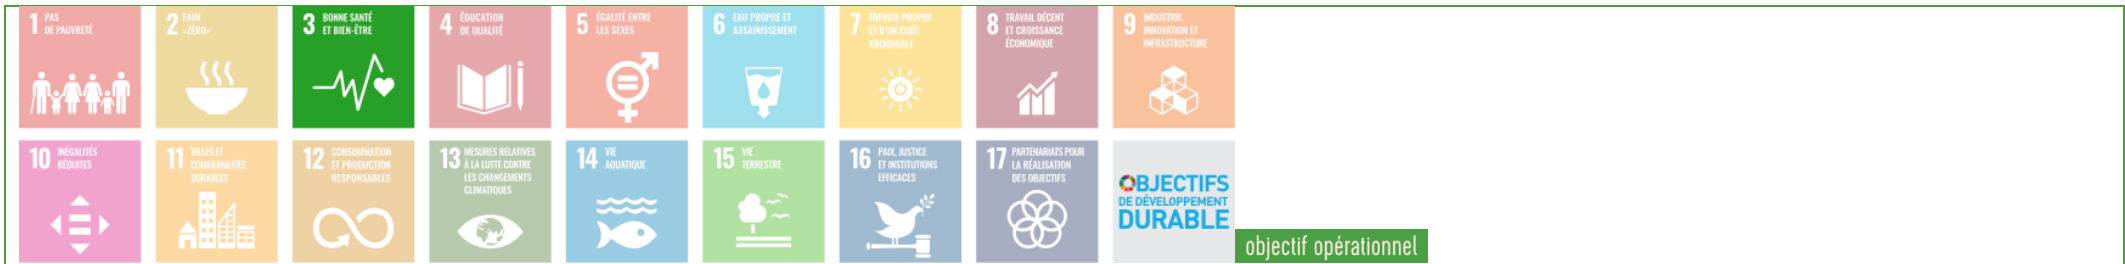 1 PAS
DE PAUVRETÉ
2 FAIM
«ZÉRO»
3 BONNE SANTÉ
ET BIEN-ÊTRE
4 ÉDUCATION
DE QUALITÉ
5 ÉGALITÉ ENTRE
LES SEXES
6 EAU PROPRE ET
ASSAINISSEMENT
7 ÉNERGIE PROPRE
ET D'UN COÛT
ABORDABLE
8 TRAVAIL DÉCENT
ET CROISSANCE
ÉCONOMIQUE
9 INDUSTRIE,
INNOVATION ET
INFRASTRUCTURE
10 INÉGALITÉS
RÉDUITES
11 VILLES ET
COMMUNAUTÉS
DURABLES
12 CONSOMMATION
ET PRODUCTION
RESPONSABLES
13 MESURES RELATIVES
À LA LUTTE CONTRE
LES CHANGEMENTS
CLIMATIQUES
14 VIE
AQUATIQUE
15 VIE
TERRESTRE
16 PAIX, JUSTICE
ET INSTITUTIONS
EFFICACES
17 PARTENARIATS POUR
LA RÉALISATION
DES OBJECTIFS
OBJECTIFS
DE DÉVELOPPEMENT
DURABLE
objectif opérationnel